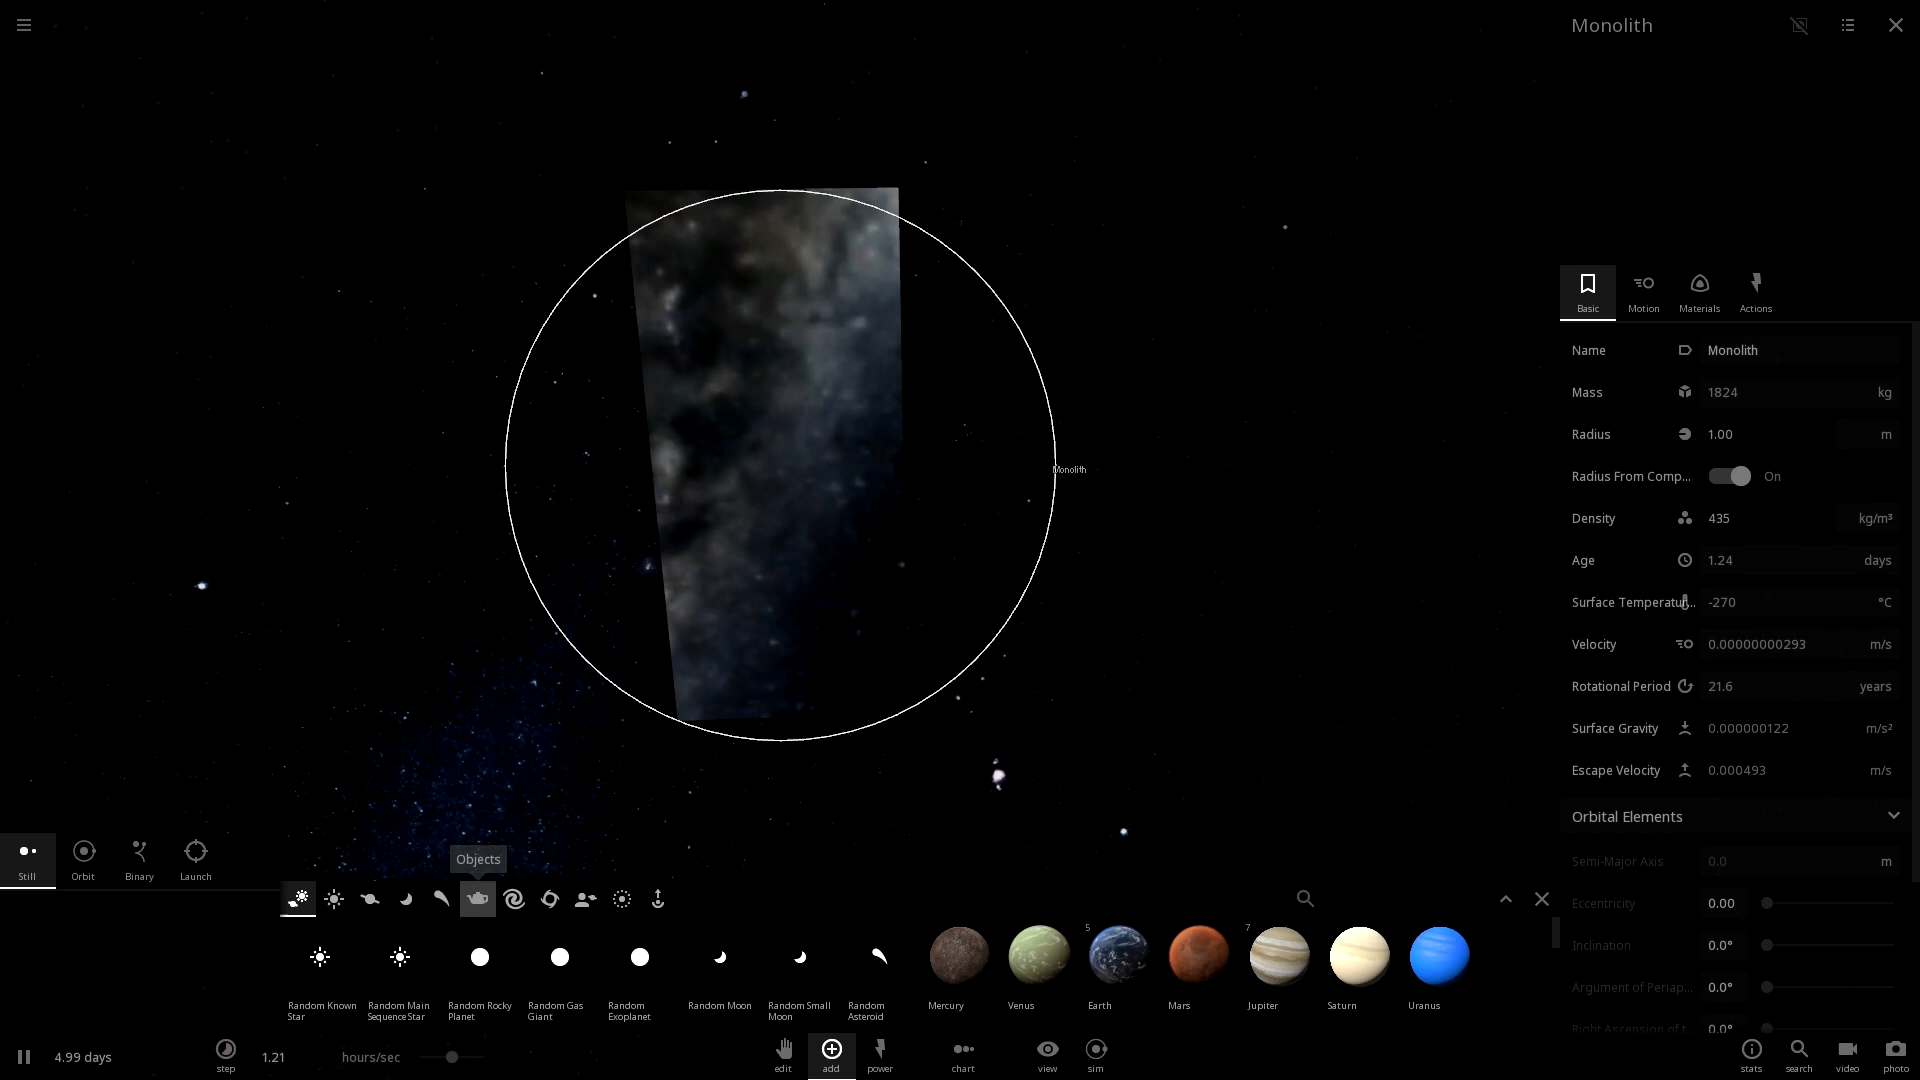 Monolith
Basic
Motion
Materials
Actions
Name
Monolith
Mass
1824
kg
Radius
1.00
m
Radius From Comp...
On
Density
435
kg/m³
Age
1.24
days
Surface Temperatur...
-270
°C
Velocity
0.00000000293
m/s
Rotational Period
21.6
years
Surface Gravity
0.000000122
m/s²
Escape Velocity
0.000493
m/s
Orbital Elements
Semi-Major Axis
0.0
m
Eccentricity
0.00
Inclination
0.0°
Argument of Periap...
0.0°
Right Ascension of t...
0.0°
Monolith
Still
Orbit
Binary
Launch
Objects
5
7
Random Known
Star
Random Main
Sequence Star
Random Rocky
Planet
Random Gas
Giant
Random
Exoplanet
Random Moon
Random Small
Moon
Random
Asteroid
Mercury
Venus
Earth
Mars
Jupiter
Saturn
Uranus
4.99 days
step
1.21
hours/sec
edit
add
power
chart
view
sim
stats
search
video
photo